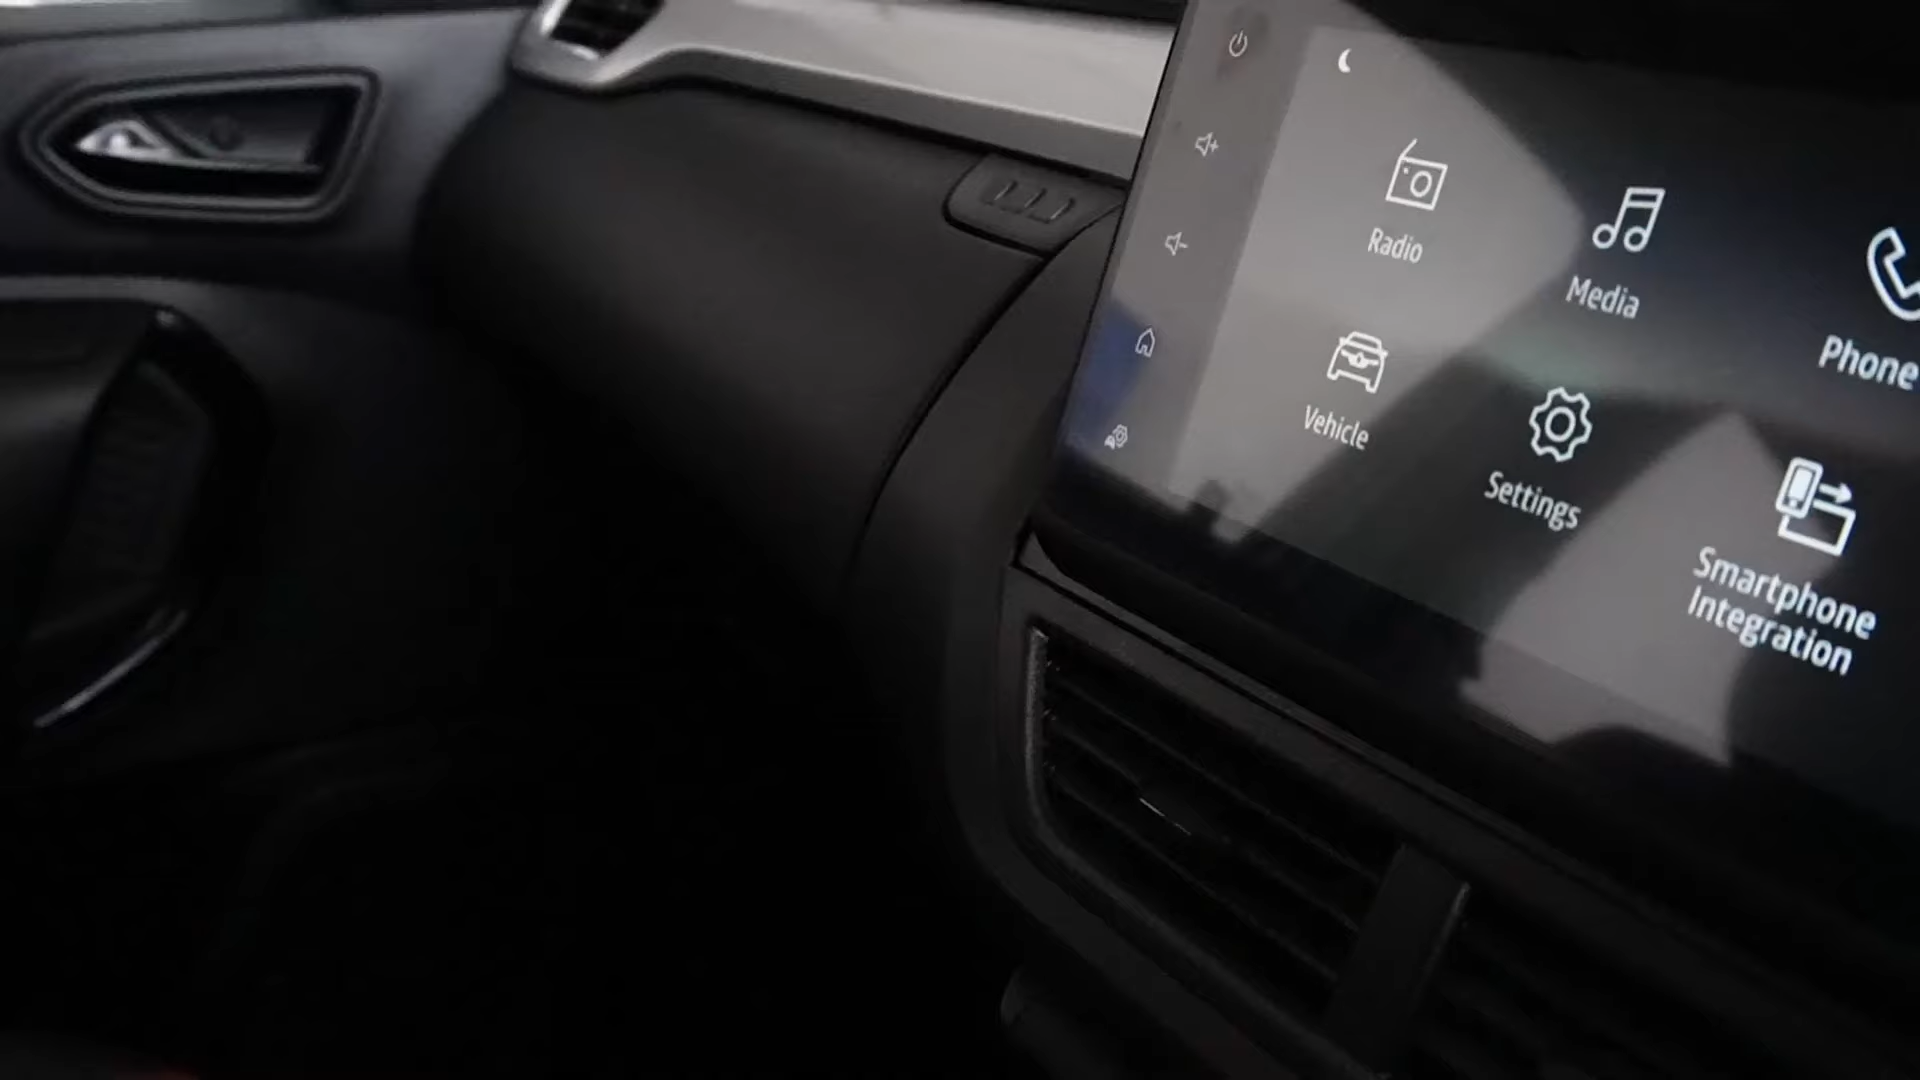 Radio
Media
Phone
Vehicle
Settings
Smartphone
Integration